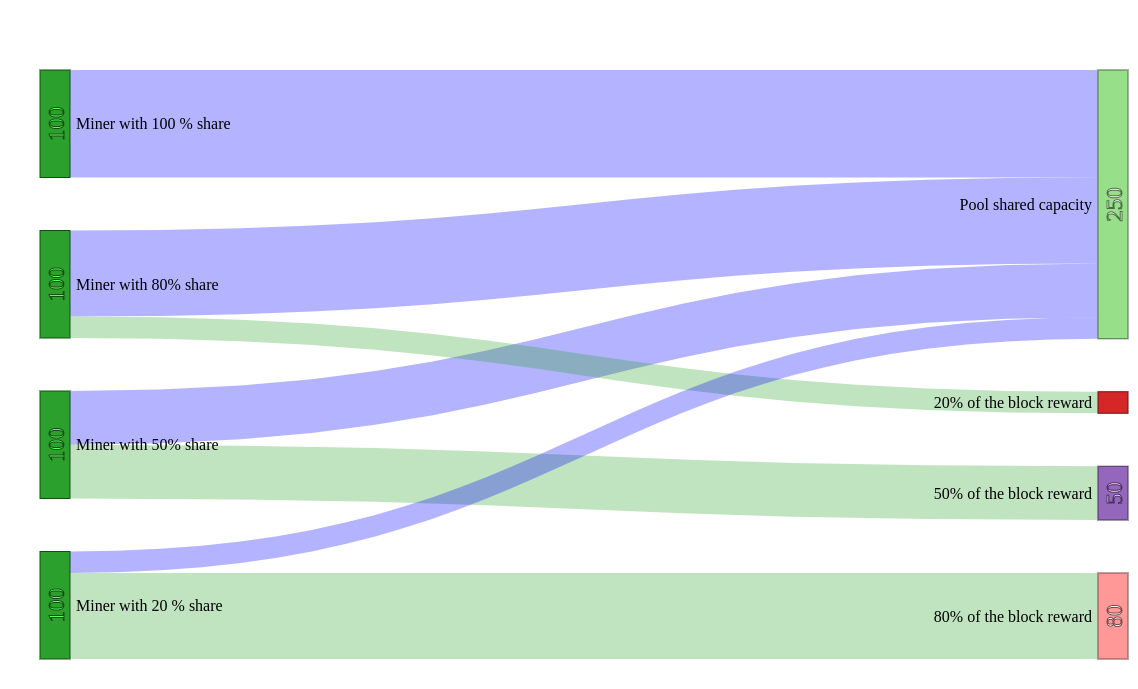 100
Miner with 100 % share
250
Pool shared capacity
100
Miner with 80% share
20% of the block reward
100
Miner with 50% share
50
50% of the block reward
100
Miner with 20 % share
80
80% of the block reward